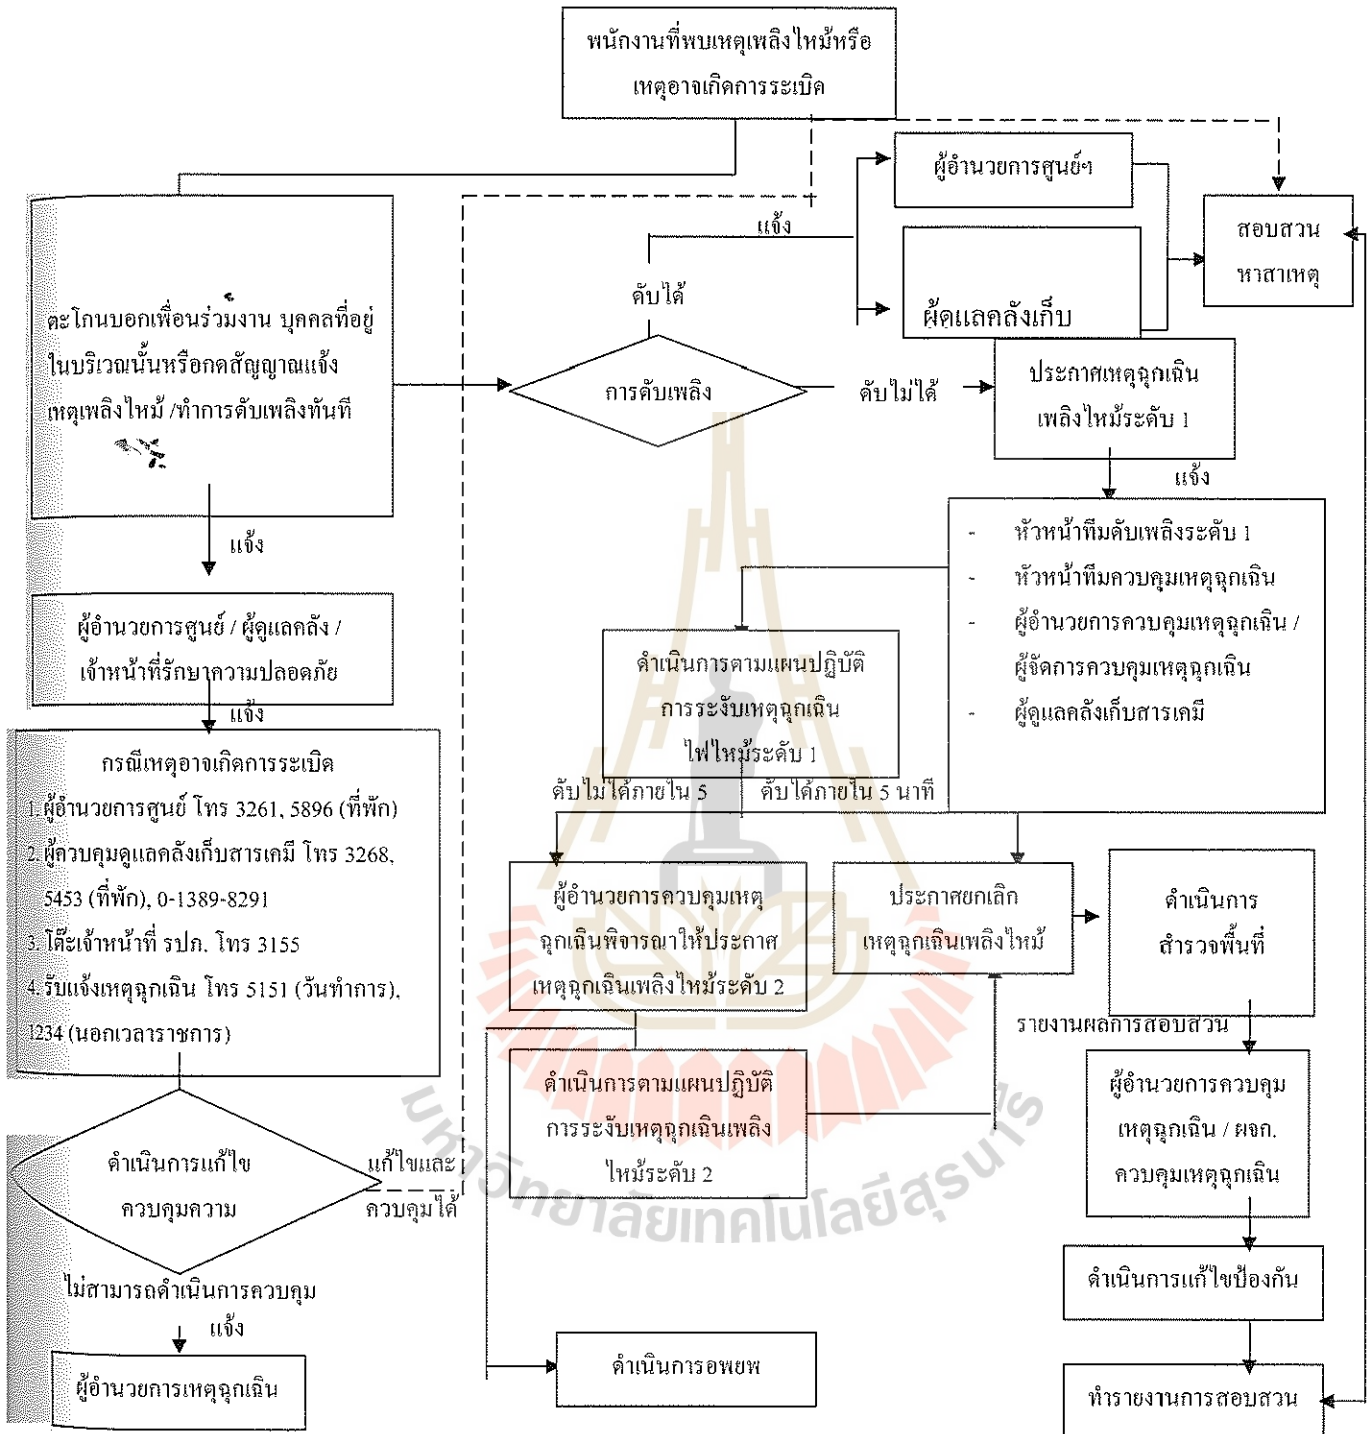 พนักงานที่พบเหตุเพลิงไหม้หรือ
เหตุอาจเกิดการระเบิด
ผู้อำนวยการศูนย์ฯ
แจ้ง
สอบสวน
หาสาเหตุ
ดับได้
ผู้ดูแลคลังเก็บ
ตะโกนบอกเพื่อนร่วมงาน บุคคลที่อยู่
ในบริเวณนั้นหรือกดสัญญาณแจ้ง
เหตุเพลิงไหม้ /ทำการดับเพลิงทันที
การดับเพลิง
ดับไม่ได้
ประกาศเหตุฉุกเฉิน
เพลิงไหม้ระดับ 1
แจ้ง
แจ้ง
- หัวหน้าทีมดับเพลิงระดับ 1
- หัวหน้าทีมควบคุมเหตุฉุกเฉิน
- ผู้อำนวยการควบคุมเหตุฉุกเฉิน /
ผู้จัดการควบคุมเหตุฉุกเฉิน
- ผู้ดูแลคลังเก็บสารเคมี
ผู้อำนวยการศูนย์ / ผู้ดูแลคลัง /
เจ้าหน้าที่รักษาความปลอดภัย
แจ้ง
ดำเนินการตามแผนปฏิบัติ
การระงับเหตุฉุกเฉิน
ไฟไหม้ระดับ 1
ดับไม่ได้ภายใน 5
ดับได้ภายใน 5 นาที
กรณีเหตุอาจเกิดการระเบิด
1. ผู้อำนวยการศูนย์ โทร 3261, 5896 (ที่พัก)
2. ผู้ควบคุมดูแลคลังเก็บสารเคมี โทร 3268,
5453 (ที่พัก), 0-1389-8291
3. โต๊ะเจ้าหน้าที่ รปภ. โทร 3155
4. รับแจ้งเหตุฉุกเฉิน โทร 5151 (วันทำการ),
1234 (นอกเวลาราชการ)
ผู้อำนวยการควบคุมเหตุ
ฉุกเฉินพิจารณาให้ประกาศ
เหตุฉุกเฉินเพลิงไหม้ระดับ 2
ประกาศยกเลิก
เหตุฉุกเฉินเพลิงไหม้
ดำเนินการ
สำรวจพื้นที่
รายงานผลการสอบสวน
ดำเนินการตามแผนปฏิบัติ
การระงับเหตุฉุกเฉินเพลิง
ไหม้ระดับ 2
ผู้อำนวยการควบคุม
เหตุฉุกเฉิน / ผจก.
ควบคุมเหตุฉุกเฉิน
ดำเนินการแก้ไข
ควบคุมความ
แก้ไขและ
ควบคุมได้
มหาวิทยาลัยเทคโนโลยีสุรนารี
ไม่สามารถดำเนินการควบคุม
แจ้ง
ดำเนินการแก้ไขป้องกัน
ผู้อำนวยการเหตุฉุกเฉิน
ดำเนินการอพยพ
ทำรายงานการสอบสวน